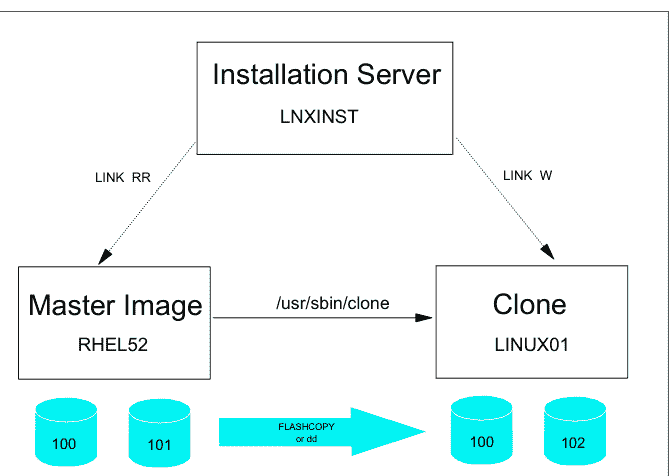 Installation Server
LNXINST
LINK RR
LINK W
Master Image
RHEL52
/usr/sbin/clone
Clone
LINUX01
100
101
FLASHCOPY
or dd
100
102